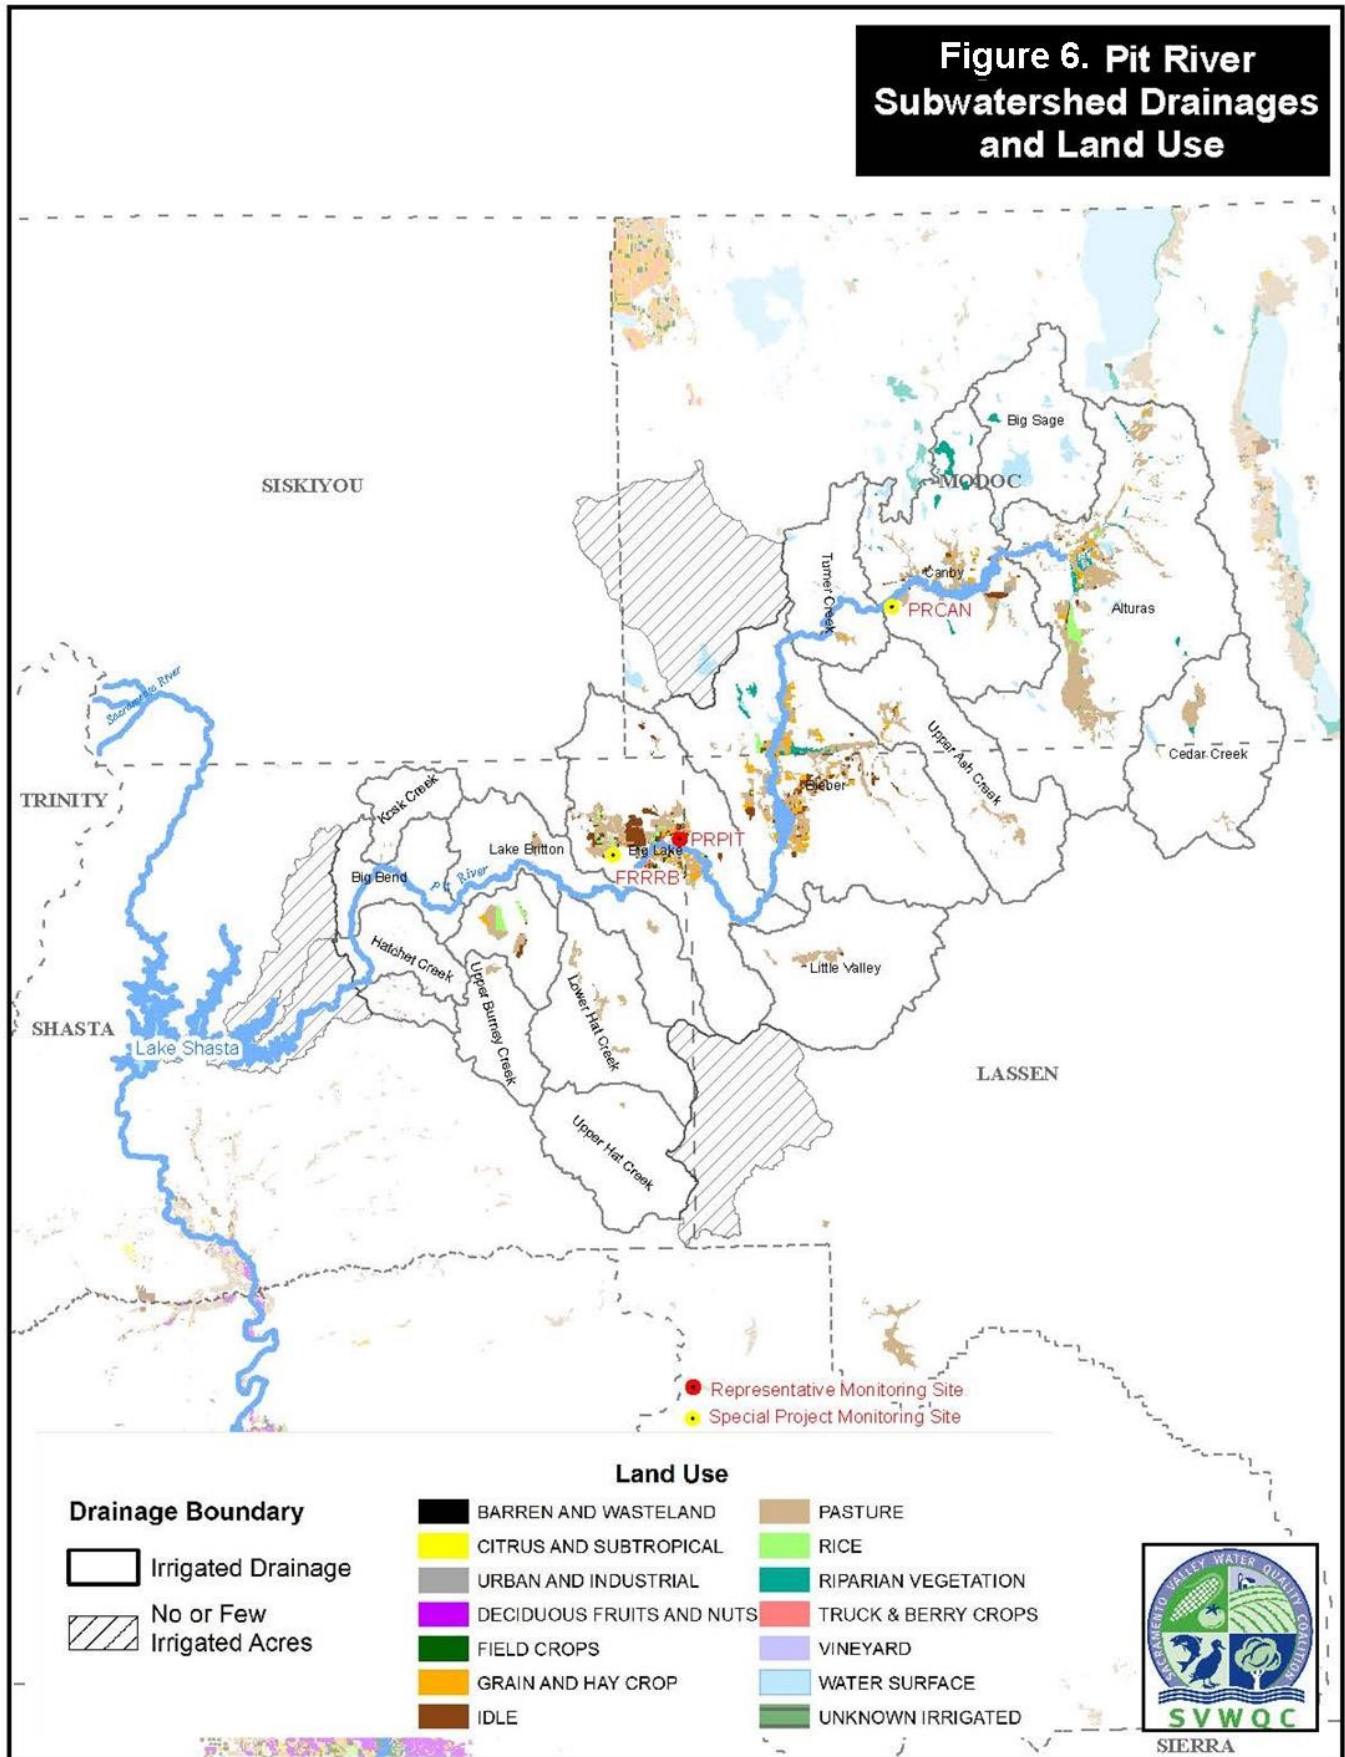 Figure 6. Pit River
Subwatershed Drainages
and Land Use
Big Sage
SISKIYOU
MODOC
Turner Creek
Canby
PRCAN
Alturas
Sacramento River
Upper Ash Creek
Cedar Creek
TRINITY
Kosk Creek
Bieber
Lake Britton
Big Lake
PRPIT
Big Bend
Pit River
FRRRB
Hatchet Creek
Upper Burney Creek
Lower Hat Creek
Little Valley
SHASTA
Lake Shasta
LASSEN
Upper Hat Creek
Representative Monitoring Site
Special Project Monitoring Site
Land Use
Drainage Boundary
Irrigated Drainage
No or Few
Irrigated Acres
BARREN AND WASTELAND
CITRUS AND SUBTROPICAL
URBAN AND INDUSTRIAL
DECIDUOUS FRUITS AND NUTS
FIELD CROPS
GRAIN AND HAY CROP
IDLE
PASTURE
RICE
RIPARIAN VEGETATION
TRUCK & BERRY CROPS
VINEYARD
WATER SURFACE
UNKNOWN IRRIGATED
SACRAMENTO VALLEY WATER QUALITY COALITION
SVWQC
SIERRA